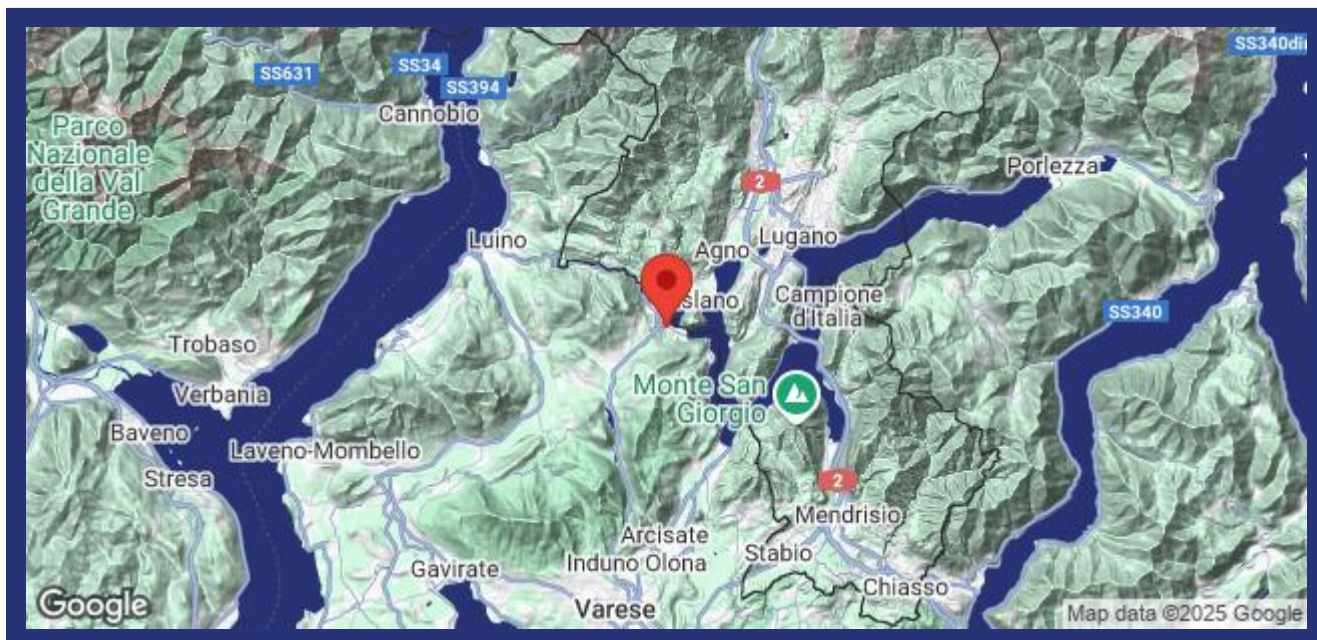 SS34
SS340di
SS631
SS394
Cannobio
Parco
Nazionale
della Val
Grande
Porlezza
2
Luino
Agno
Lugano
slano
Campione
d'Italia
SS340
Trobaso
Verbania
Monte San
Giorgio
Baveno
Laveno-Mombello
Stresa
2
Mendrisio
Arcisate
Induno Olona
Stabio
Gavirate
Chiasso
Varese
Google
Map data ©2025 Google